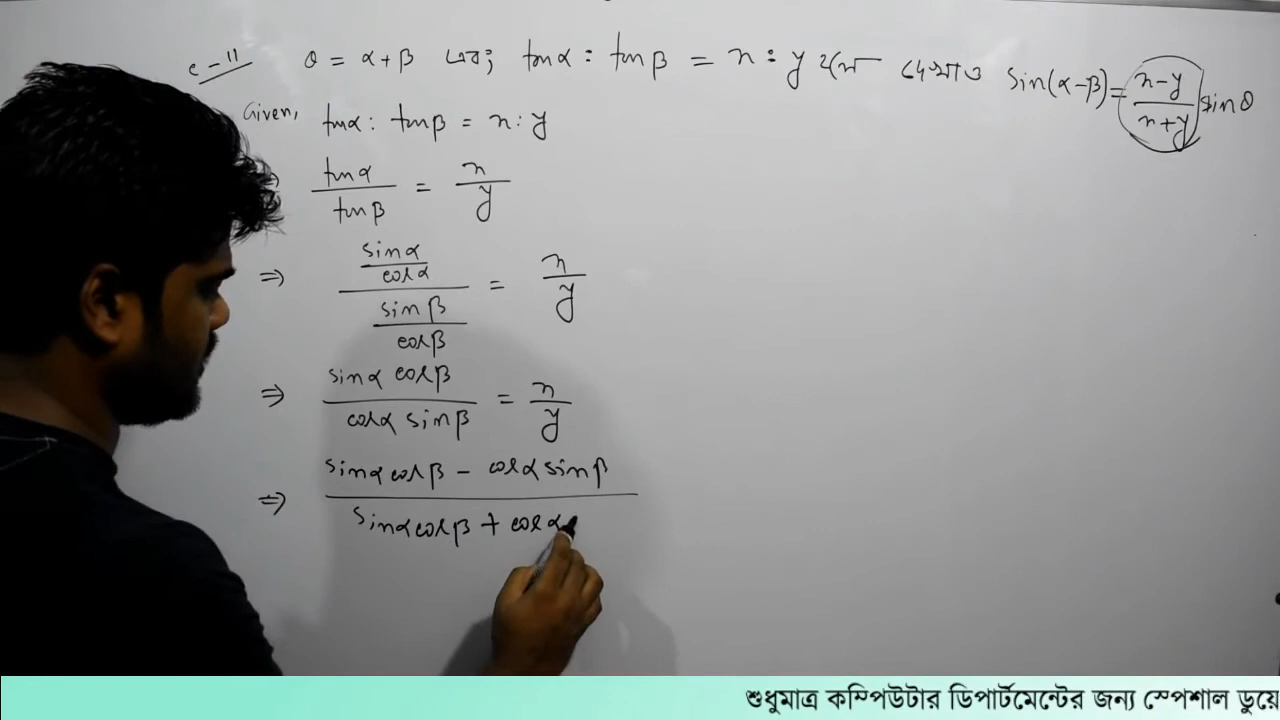 e-11 θ = α+β এবং; tanα : tanβ = x : y হলে দেখাও sin(α-β) = x-y/x+y sinθ
Given, tanα : tanβ = x : y
tanα/tanβ = x/y
⇒ sinα/cosα / sinβ/cosβ = x/y
⇒ sinα cosβ / cosα sinβ = x/y
⇒ sinα cosβ - cosα sinβ / sinα cosβ + cosα
শুধুমাত্র কম্পিউটার ডিপার্টমেন্টের জন্য স্পেশাল ডুয়ে